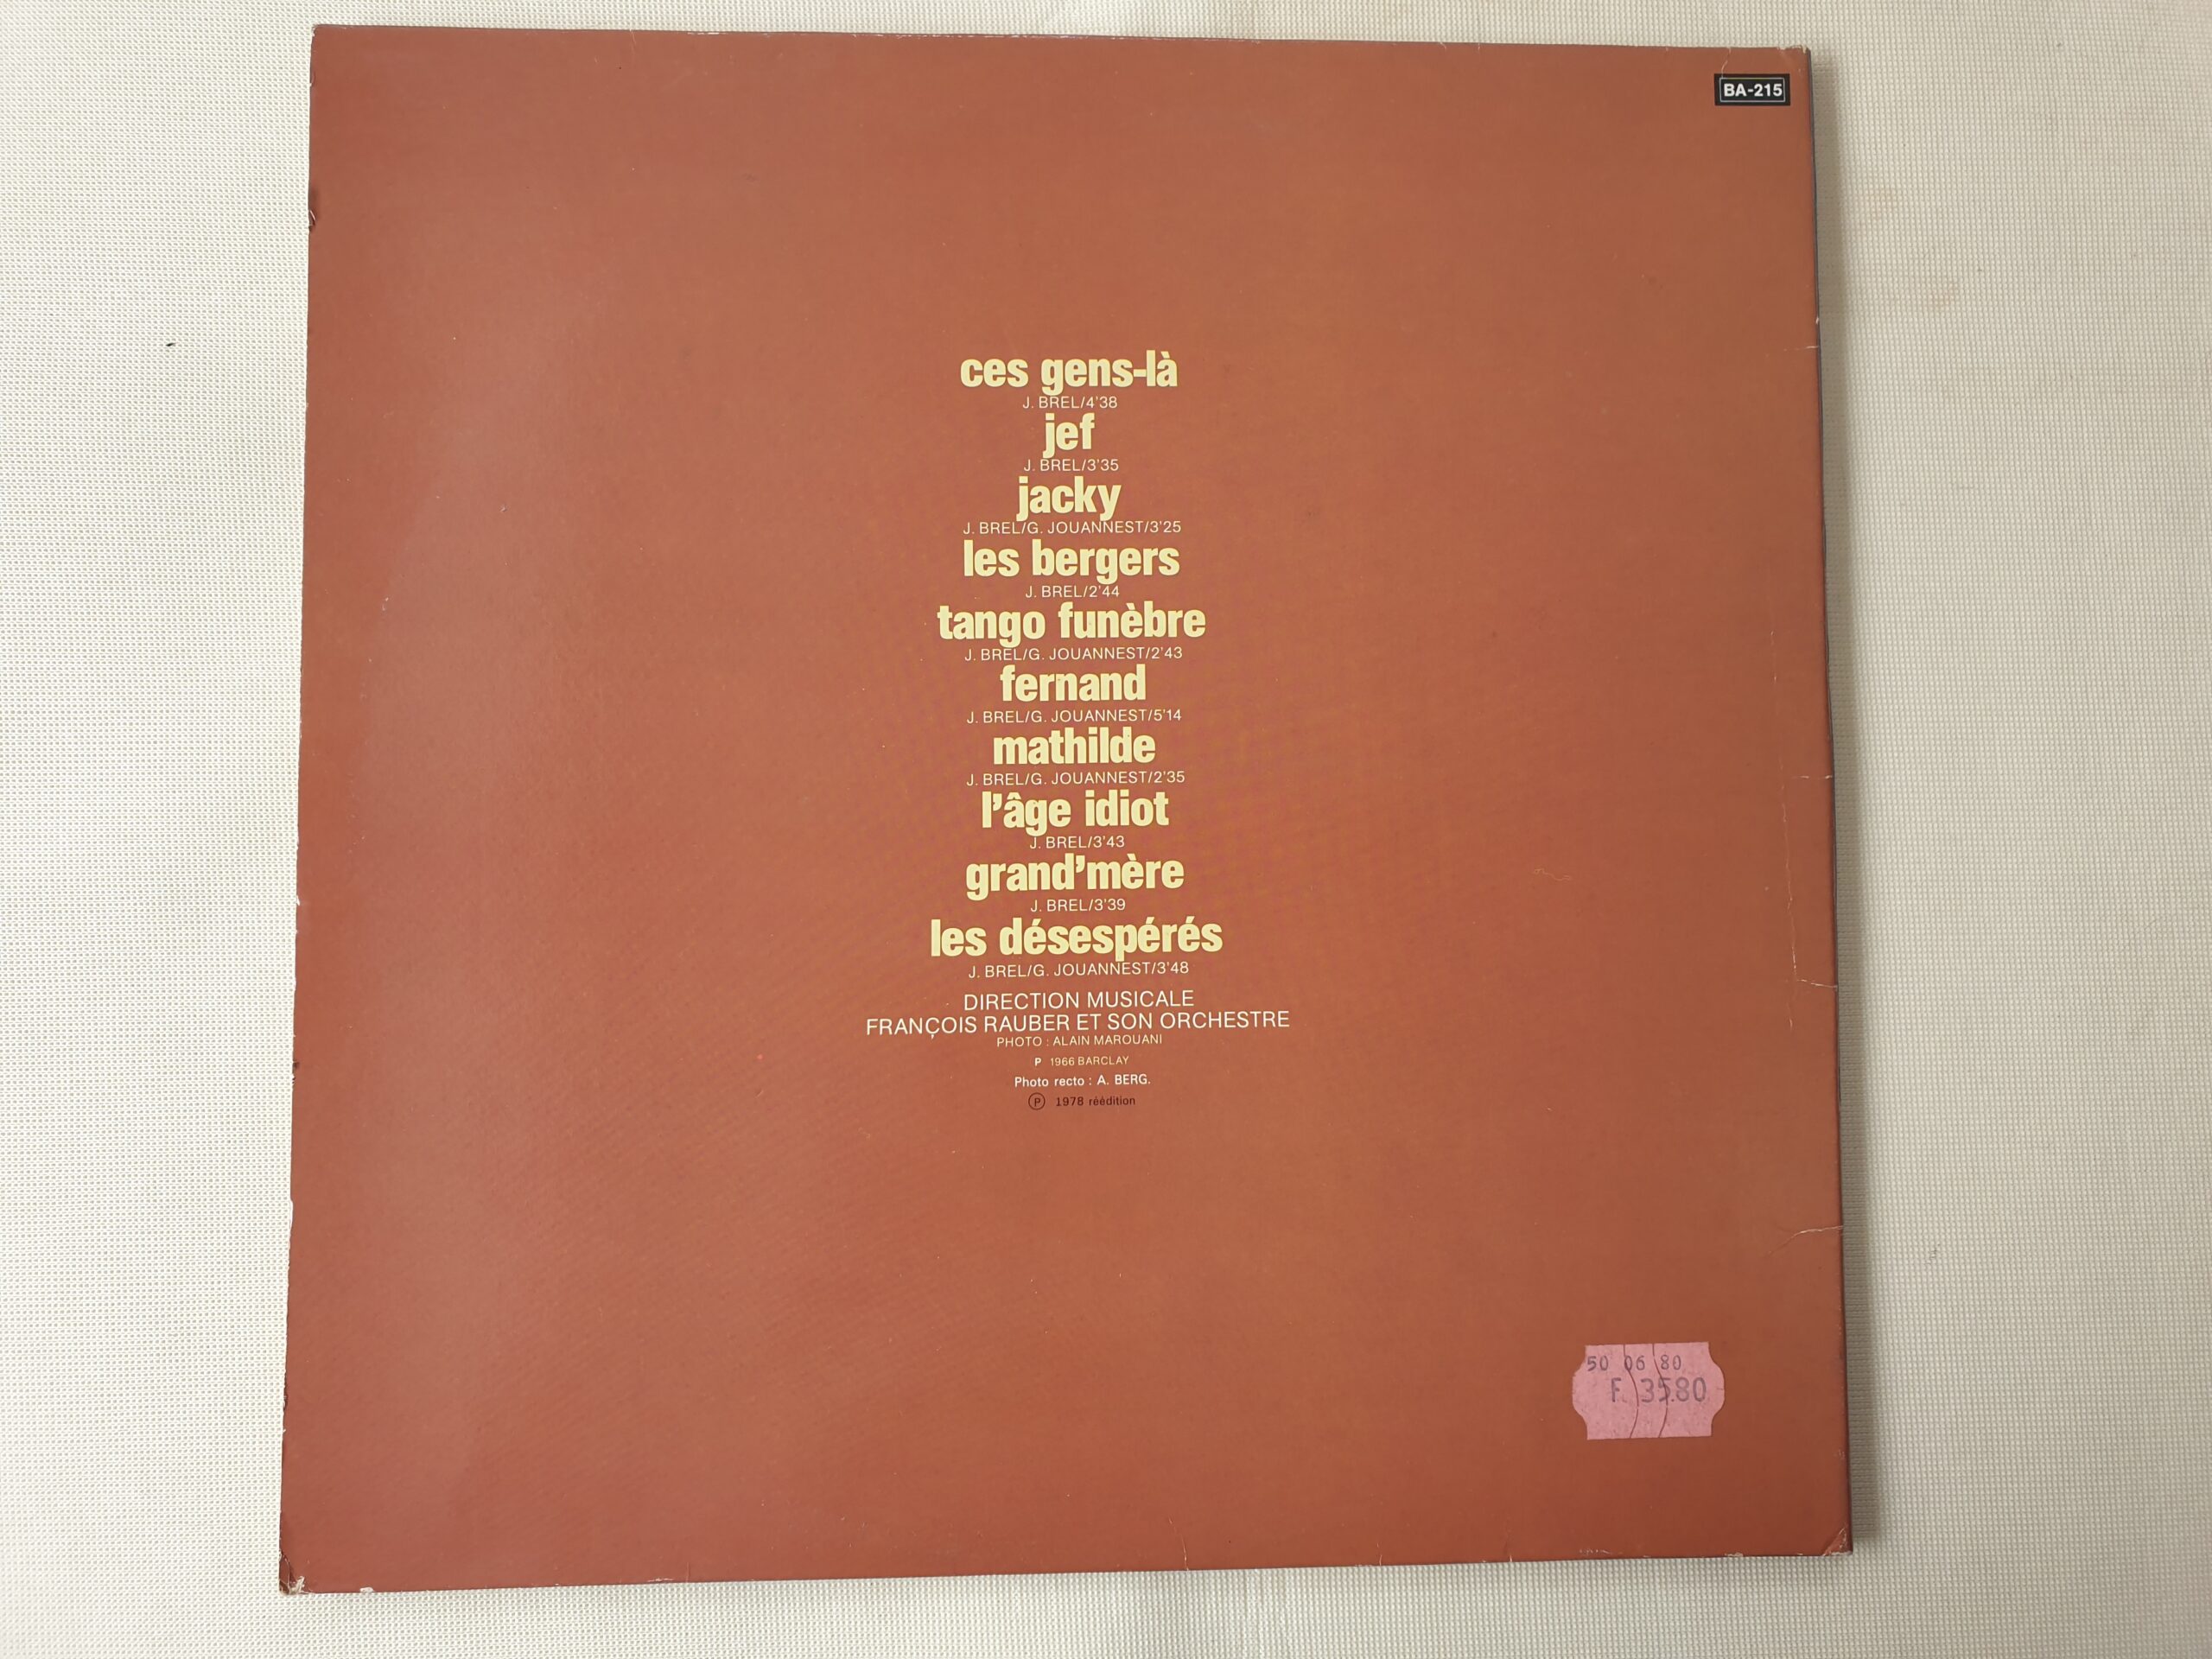 BA-215
ces gens-là
J. BREL/4'38
jef
J. BREL/3'35
jacky
J. BREL/G. JOUANNEST/3'25
les bergers
J. BREL/2'44
tango funèbre
J. BREL/G. JOUANNEST/2'43
fernand
J. BREL/G. JOUANNEST/5'14
mathilde
J. BREL/G. JOUANNEST/2'35
l'âge idiot
J. BREL/3'43
grand'mère
J. BREL/3'39
les désespérés
J. BREL/G. JOUANNEST/3'48
DIRECTION MUSICALE
FRANÇOIS RAUBER ET SON ORCHESTRE
PHOTO : ALAIN MAROUANI
P 1966 BARCLAY
Photo recto : A. BERG.
Ⓟ 1978 réèdition
50 06 80
F. 35.80